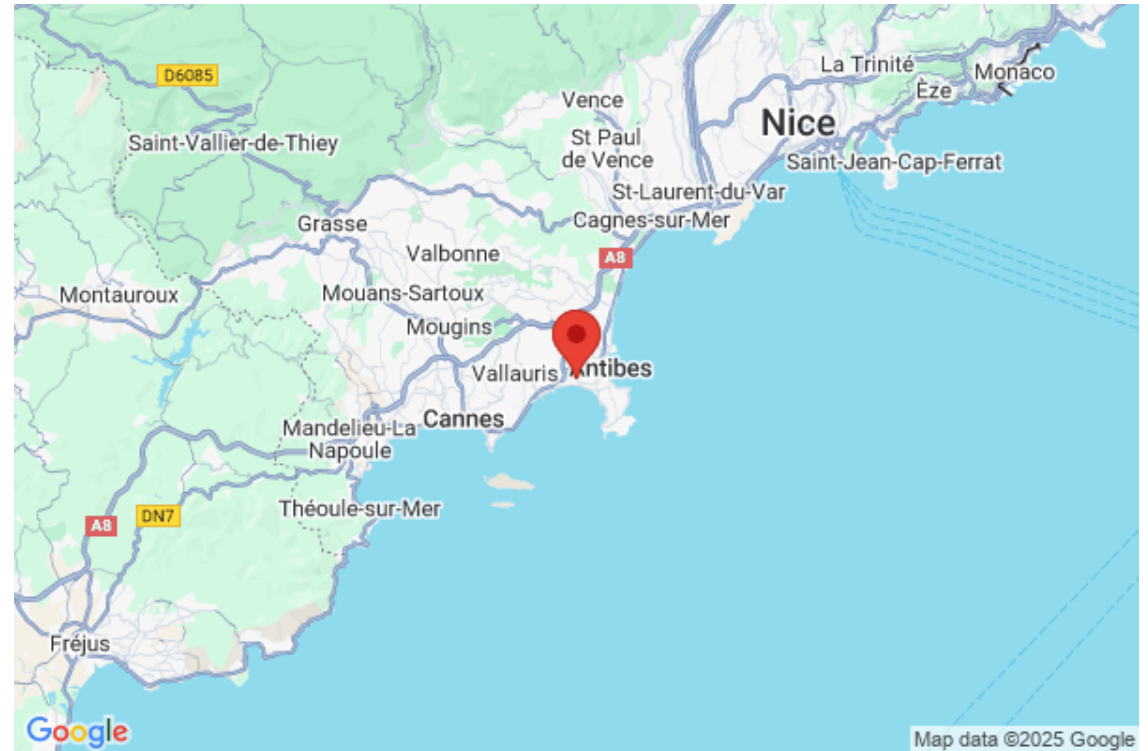 D6085
La Trinité
Monaco
Èze
Vence
Nice
Saint-Vallier-de-Thiey
St Paul
de Vence
Saint-Jean-Cap-Ferrat
St-Laurent-du-Var
Grasse
Cagnes-sur-Mer
Valbonne
A8
Montauroux
Mouans-Sartoux
Mougins
Vallauris
Antibes
Cannes
Mandelieu-La
Napoule
Théoule-sur-Mer
A8
DN7
Fréjus
Google
Map data ©2025 Google